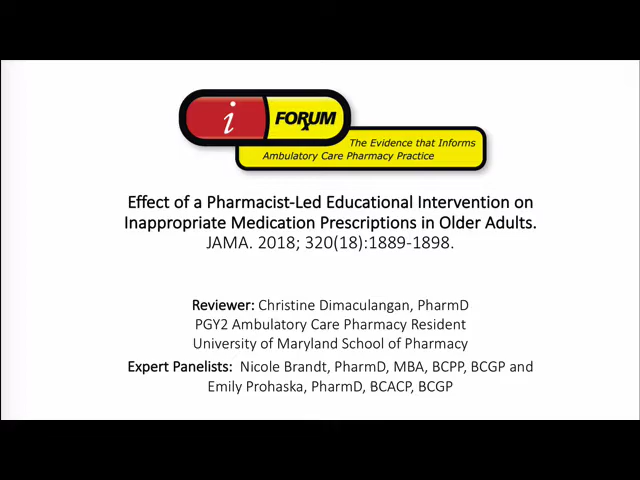 i
FORUM
The Evidence that Informs
Ambulatory Care Pharmacy Practice
Effect of a Pharmacist-Led Educational Intervention on
Inappropriate Medication Prescriptions in Older Adults.
JAMA. 2018; 320(18):1889-1898.
Reviewer: Christine Dimaculangan, PharmD
PGY2 Ambulatory Care Pharmacy Resident
University of Maryland School of Pharmacy
Expert Panelists: Nicole Brandt, PharmD, MBA, BCPP, BCGP and
Emily Prohaska, PharmD, BCACP, BCGP